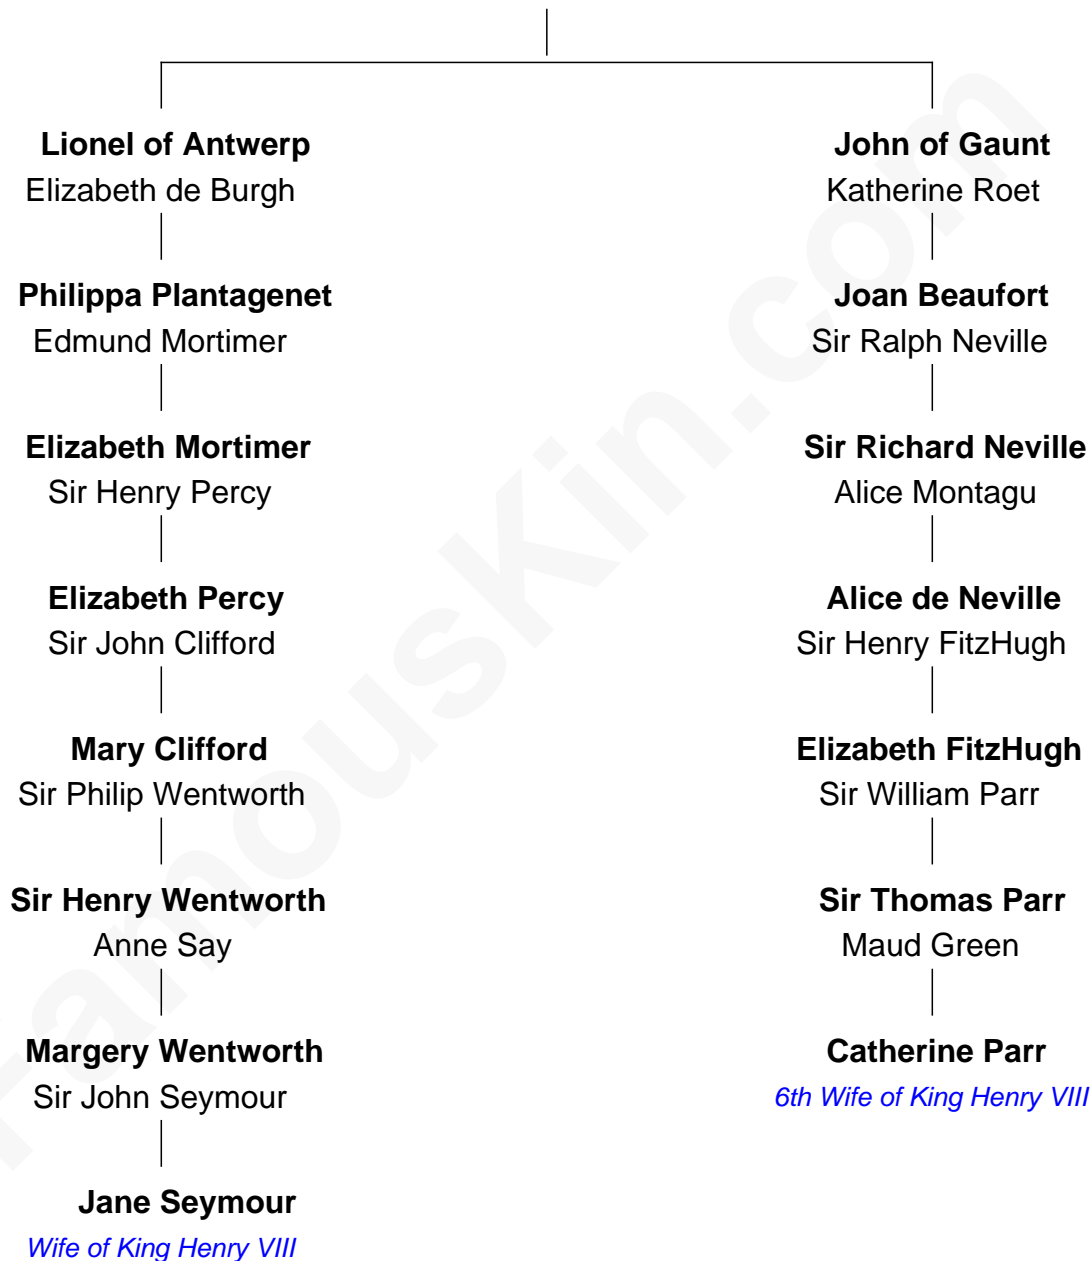 Lionel of Antwerp
Elizabeth de Burgh
Philippa Plantagenet
Edmund Mortimer
Elizabeth Mortimer
Sir Henry Percy
Elizabeth Percy
Sir John Clifford
Mary Clifford
Sir Philip Wentworth
Sir Henry Wentworth
Anne Say
Margery Wentworth
Sir John Seymour
Jane Seymour
Wife of King Henry VIII
John of Gaunt
Katherine Roet
Joan Beaufort
Sir Ralph Neville
Sir Richard Neville
Alice Montagu
Alice de Neville
Sir Henry FitzHugh
Elizabeth FitzHugh
Sir William Parr
Sir Thomas Parr
Maud Green
Catherine Parr
6th Wife of King Henry VIII
FamousKin.com